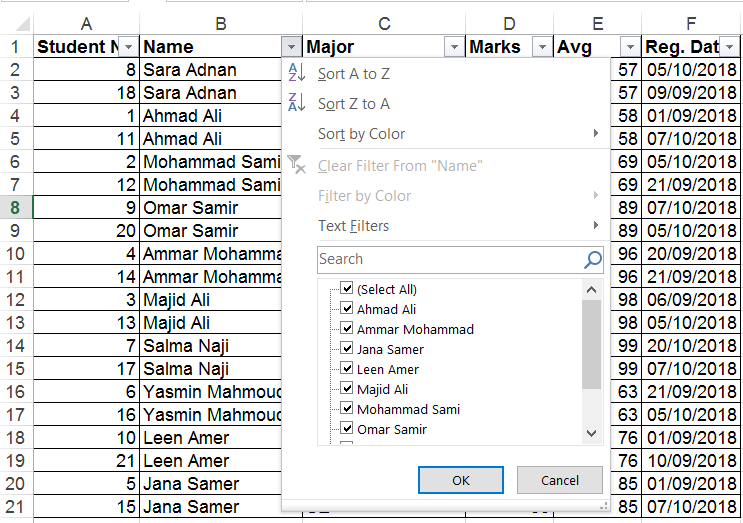 A B C D E F
1 Student N Name Major Marks Avg Reg. Dat
2 8 Sara Adnan 57 05/10/2018
3 18 Sara Adnan 57 09/09/2018
4 1 Ahmad Ali 58 01/09/2018
5 11 Ahmad Ali 58 07/10/2018
6 2 Mohammad Sami 69 05/10/2018
7 12 Mohammad Sami 69 21/09/2018
8 9 Omar Samir 89 07/10/2018
9 20 Omar Samir 89 05/10/2018
10 4 Ammar Mohamma 96 20/09/2018
11 14 Ammar Mohamma 96 21/09/2018
12 3 Majid Ali 98 06/09/2018
13 13 Majid Ali 98 05/10/2018
14 7 Salma Naji 99 20/10/2018
15 17 Salma Naji 99 07/10/2018
16 6 Yasmin Mahmoud 63 21/09/2018
17 16 Yasmin Mahmoud 63 05/10/2018
18 10 Leen Amer 76 01/09/2018
19 21 Leen Amer 76 10/09/2018
20 5 Jana Samer 85 01/09/2018
21 15 Jana Samer 85 07/10/2018
Sort A to Z
Sort Z to A
Sort by Color
Clear Filter From "Name"
Filter by Color
Text Filters
Search
(Select All)
Ahmad Ali
Ammar Mohammad
Jana Samer
Leen Amer
Majid Ali
Mohammad Sami
Omar Samir
OK Cancel